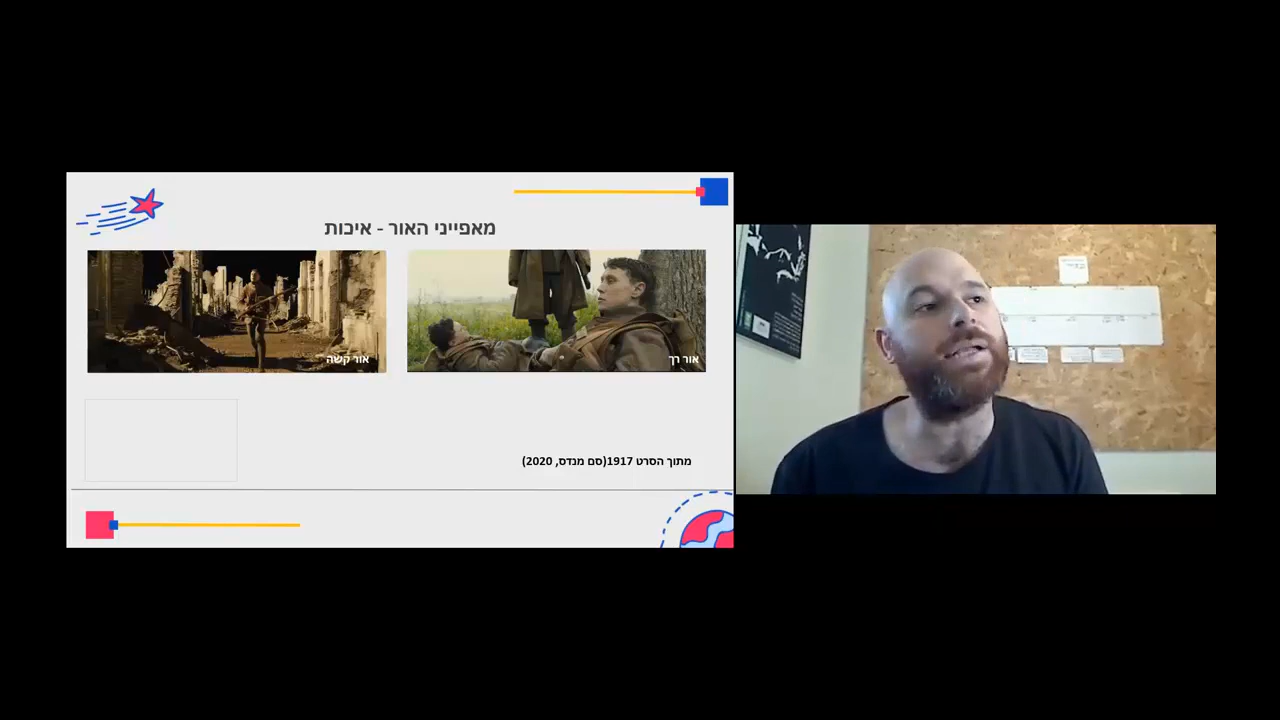 מאפייני האור - איכות
אור רך
אור קשה
מתוך הסרט 1917(סם מנדס, 2020)